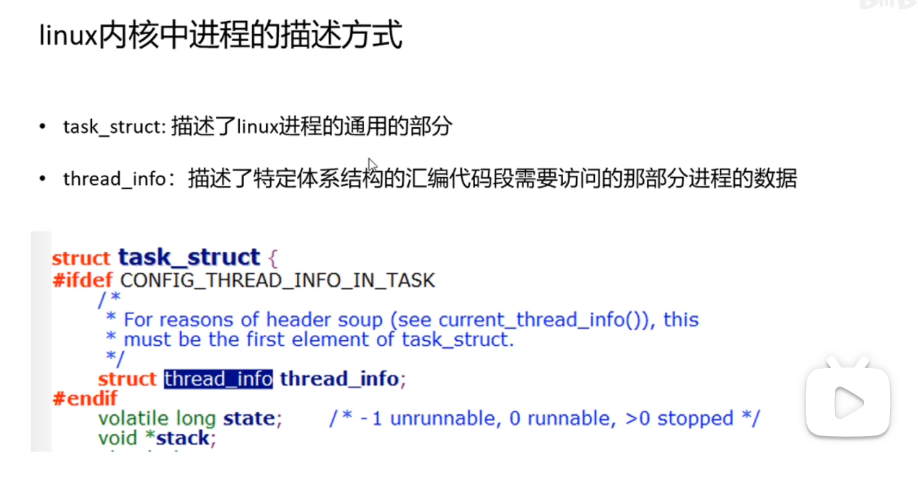 linux内核中进程的描述方式
• task_struct: 描述了linux进程的通用的部分
• thread_info：描述了特定体系结构的汇编代码段需要访问的那部分进程的数据
struct task_struct {
#ifdef CONFIG_THREAD_INFO_IN_TASK
/*
* For reasons of header soup (see current_thread_info()), this
* must be the first element of task_struct.
*/
struct thread_info thread_info;
#endif
volatile long state; /* -1 unrunnable, 0 runnable, >0 stopped */
void *stack;